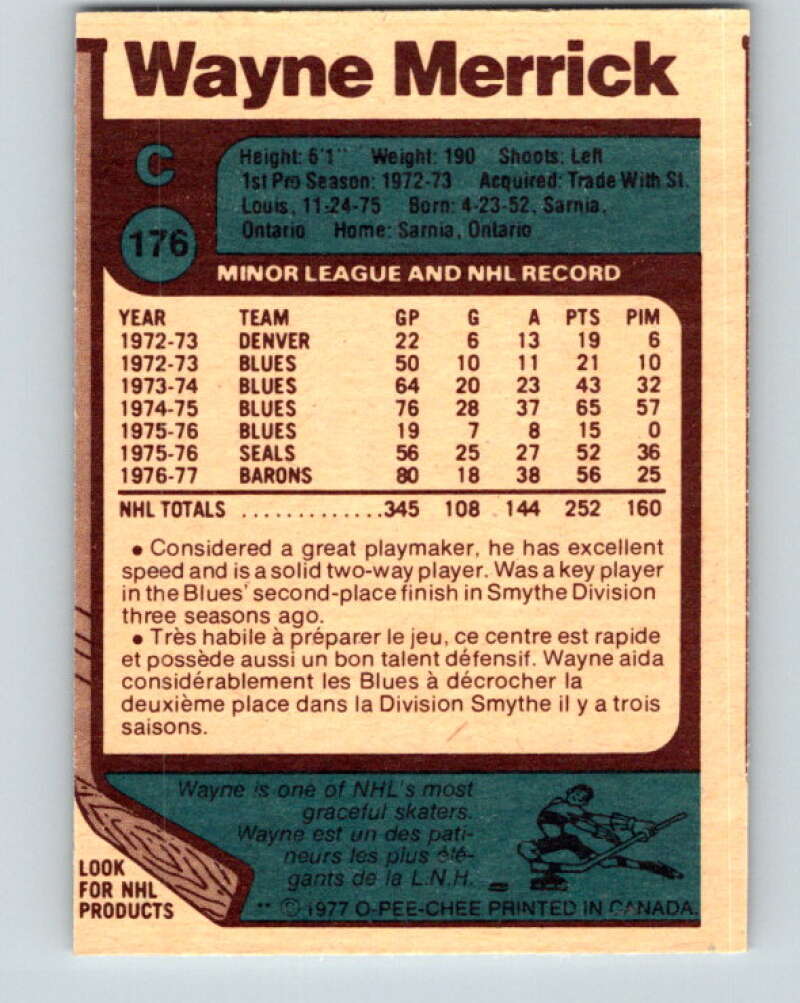 Wayne Merrick
C
176
Height: 6'1" Weight: 190 Shoots: Left
1st Pro Season: 1972-73 Acquired: Trade With St.
Louis, 11-24-75 Born: 4-23-52, Sarnia,
Ontario Home: Sarnia, Ontario
MINOR LEAGUE AND NHL RECORD
YEAR TEAM GP G A PTS PIM
1972-73 DENVER 22 6 13 19 6
1972-73 BLUES 50 10 11 21 10
1973-74 BLUES 64 20 23 43 32
1974-75 BLUES 76 28 37 65 57
1975-76 BLUES 19 7 8 15 0
1975-76 SEALS 56 25 27 52 36
1976-77 BARONS 80 18 38 56 25
NHL TOTALS .............345 108 144 252 160
• Considered a great playmaker, he has excellent
speed and is a solid two-way player. Was a key player
in the Blues' second-place finish in Smythe Division
three seasons ago.
• Très habile à préparer le jeu, ce centre est rapide
et possède aussi un bon talent défensif. Wayne aida
considérablement les Blues à décrocher la
deuxième place dans la Division Smythe il y a trois
saisons.
Wayne is one of NHL's most
graceful skaters.
Wayne est un des pati-
neurs les plus élé-
gants de la L.N.H.
LOOK
FOR NHL
PRODUCTS
** © 1977 O-PEE-CHEE PRINTED IN CANADA.